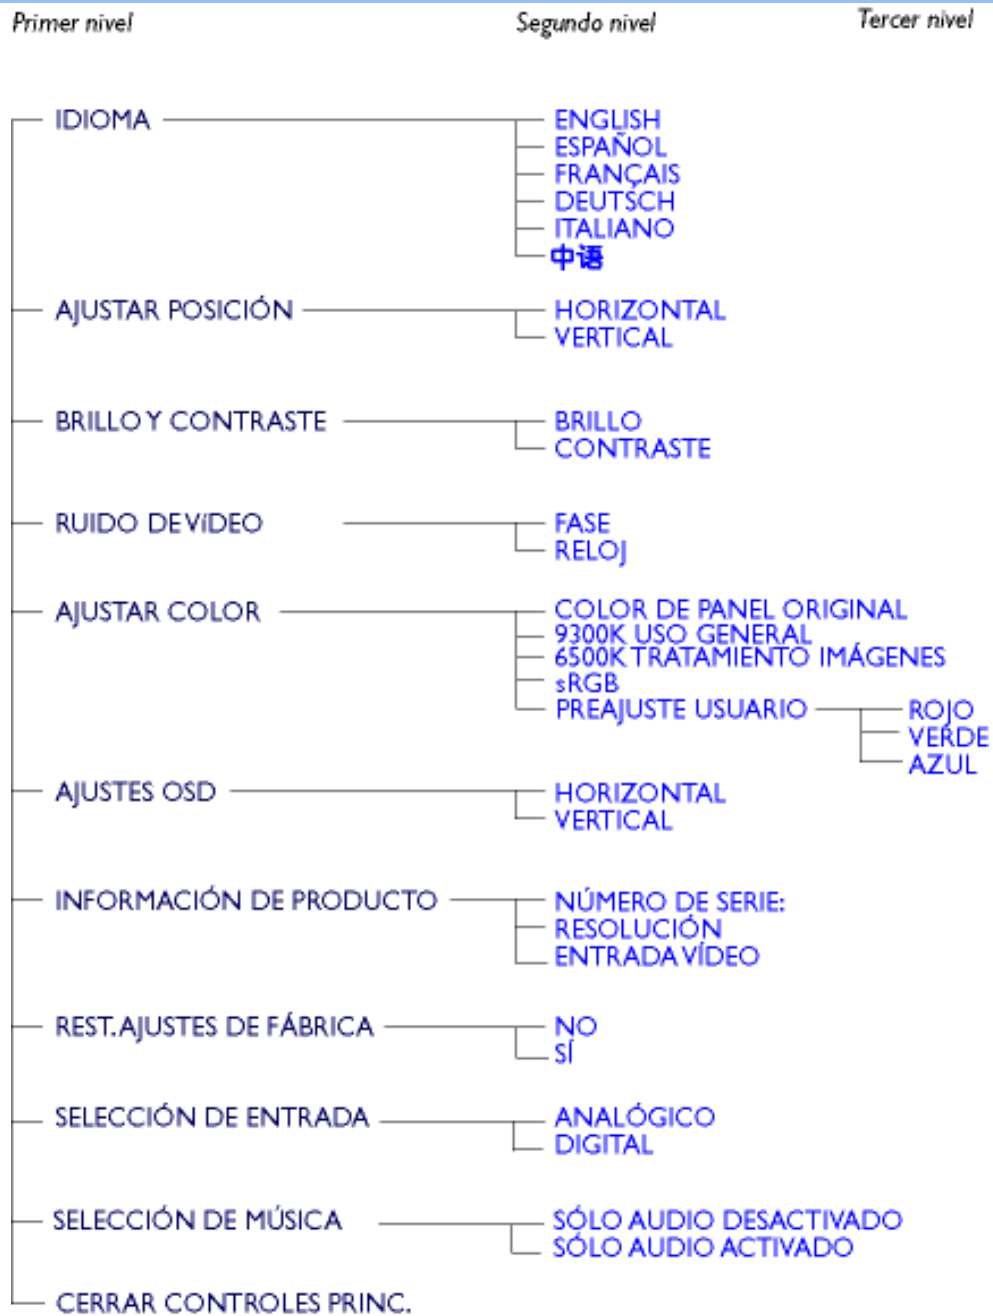 Primer nivel Segundo nivel Tercer nivel
IDIOMA ENGLISH
ESPAÑOL
FRANÇAIS
DEUTSCH
ITALIANO
中语
AJUSTAR POSICIÓN HORIZONTAL
VERTICAL
BRILLO Y CONTRASTE BRILLO
CONTRASTE
RUIDO DE VíDEO FASE
RELOJ
AJUSTAR COLOR COLOR DE PANEL ORIGINAL
9300K USO GENERAL
6500K TRATAMIENTO IMÁGENES
sRGB
PREAJUSTE USUARIO ROJO
VERDE
AZUL
AJUSTES OSD HORIZONTAL
VERTICAL
INFORMACIÓN DE PRODUCTO NÚMERO DE SERIE:
RESOLUCIÓN
ENTRADA VÍDEO
REST. AJUSTES DE FÁBRICA NO
SÍ
SELECCIÓN DE ENTRADA ANALÓGICO
DIGITAL
SELECCIÓN DE MÚSICA SÓLO AUDIO DESACTIVADO
SÓLO AUDIO ACTIVADO
CERRAR CONTROLES PRINC.